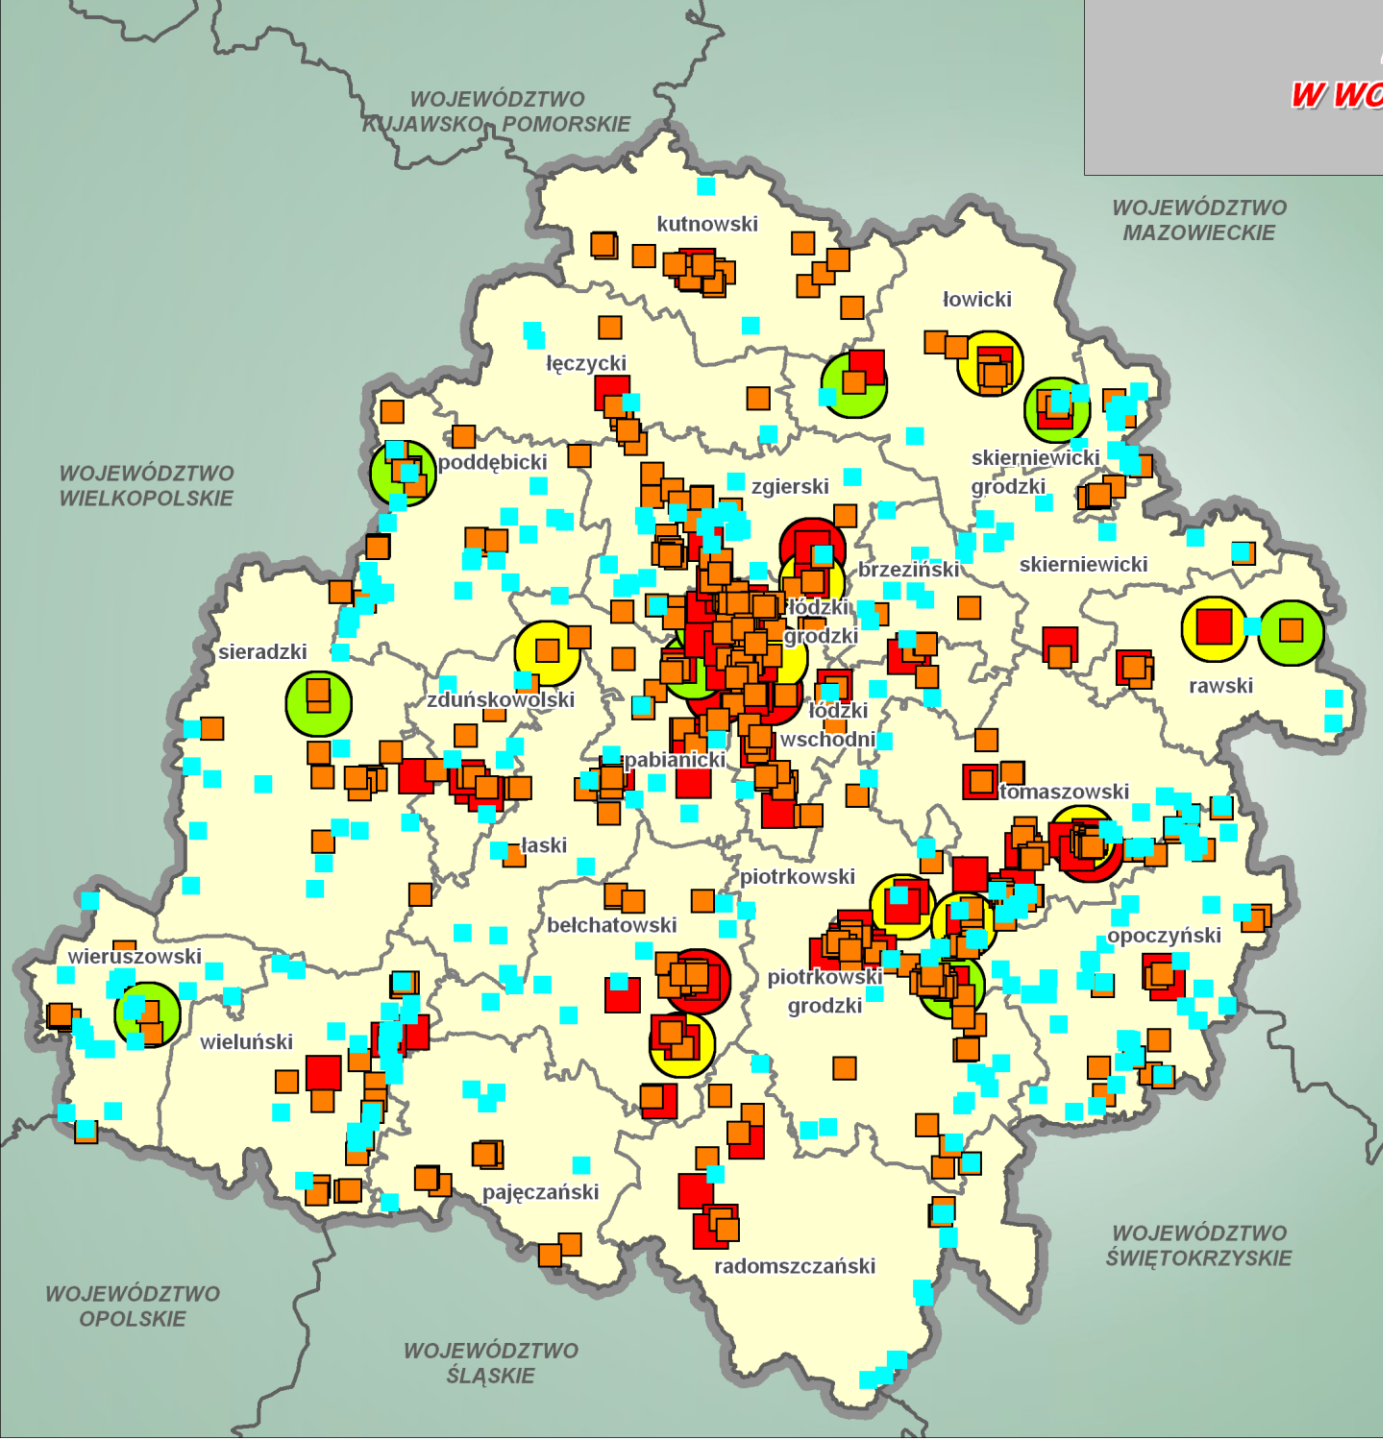 W WO
WOJEWÓDZTWO
KUJAWSKO - POMORSKIE
WOJEWÓDZTWO
MAZOWIECKIE
kutnowski
łowicki
łęczycki
WOJEWÓDZTWO
WIELKOPOLSKIE
poddębicki
skierniewicki
grodzki
zgierski
brzeziński
skierniewicki
łódzki
grodzki
sieradzki
rawski
zduńskowolski
łódzki
wschodni
pabianicki
tomaszowski
łaski
piotrkowski
bełchatowski
opoczyński
wieruszowski
piotrkowski
grodzki
wieluński
pajęczański
radomszczański
WOJEWÓDZTWO
ŚWIĘTOKRZYSKIE
WOJEWÓDZTWO
OPOLSKIE
WOJEWÓDZTWO
ŚLĄSKIE